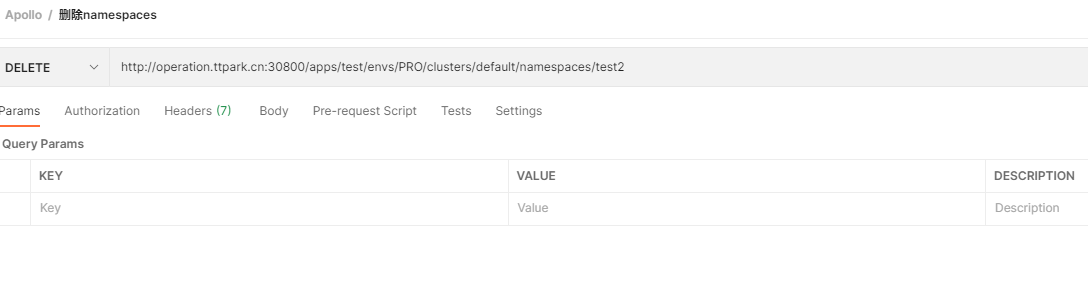 Apollo / 删除namespaces
DELETE http://operation.ttpark.cn:30800/apps/test/envs/PRO/clusters/default/namespaces/test2
Params Authorization Headers (7) Body Pre-request Script Tests Settings
Query Params
KEY VALUE DESCRIPTION
Key Value Description